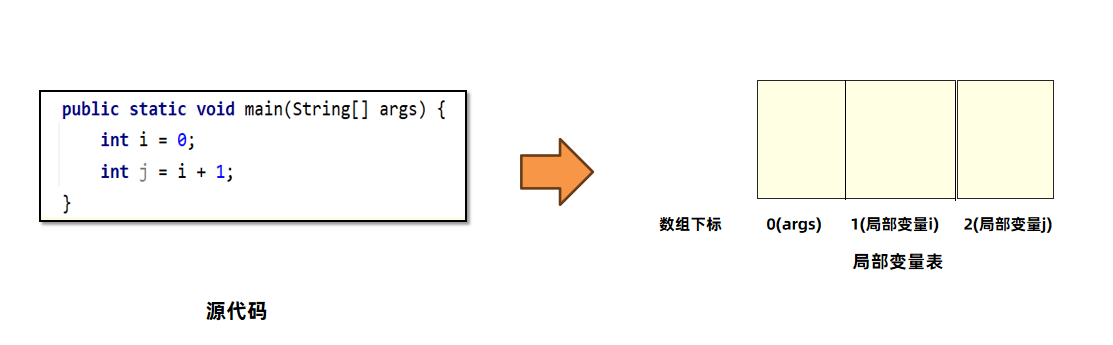 public static void main(String[] args) {
int i = 0;
int j = i + 1;
}
源代码
数组下标 0(args) 1(局部变量i) 2(局部变量j)
局部变量表